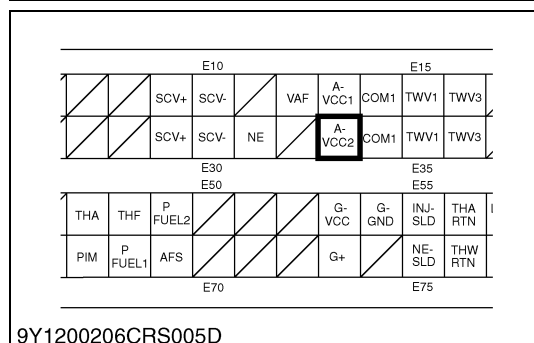 E10 E15
SCV+ SCV- VAF A-VCC1 COM1 TWV1 TWV3
SCV+ SCV- NE A-VCC2 COM1 TWV1 TWV3
E30 E35
E50 E55
THA THF P FUEL2 G-VCC G-GND INJ-SLD THA RTN
PIM P FUEL1 AFS G+ NE-SLD THW RTN
E70 E75
9Y1200206CRS005D